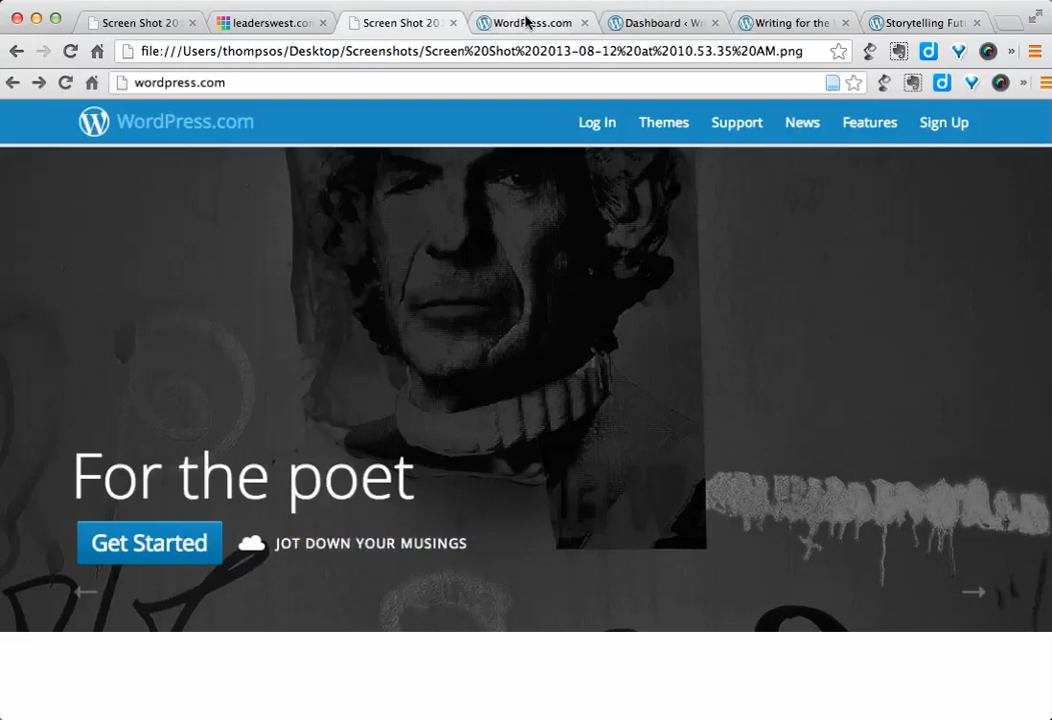 Screen Shot 20
leaderswest.com
Screen Shot 20
WordPress.com
Dashboard ‹ Wr
Writing for the
Storytelling Fut
file:///Users/thompsos/Desktop/Screenshots/Screen%20Shot%202013-08-12%20at%2010.53.35%20AM.png
wordpress.com
WordPress.com
Log In
Themes
Support
News
Features
Sign Up
For the poet
Get Started
JOT DOWN YOUR MUSINGS